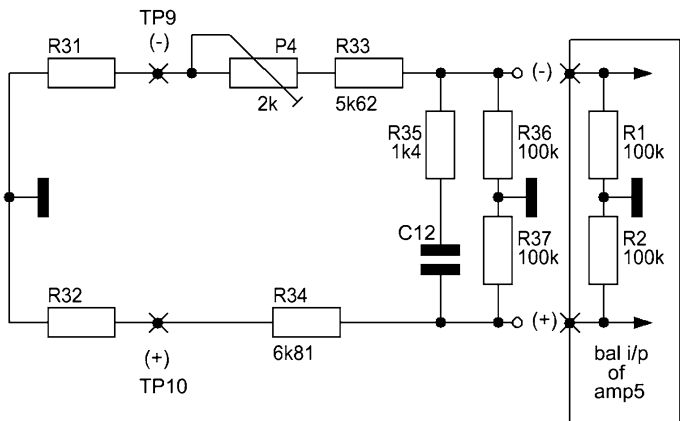 TP9
(-)
R31
P4
2k
R33
5k62
(-)
R35
1k4
R36
100k
R1
100k
C12
R37
100k
R2
100k
R32
R34
6k81
(+)
(+)
TP10
bal i/p
of
amp5